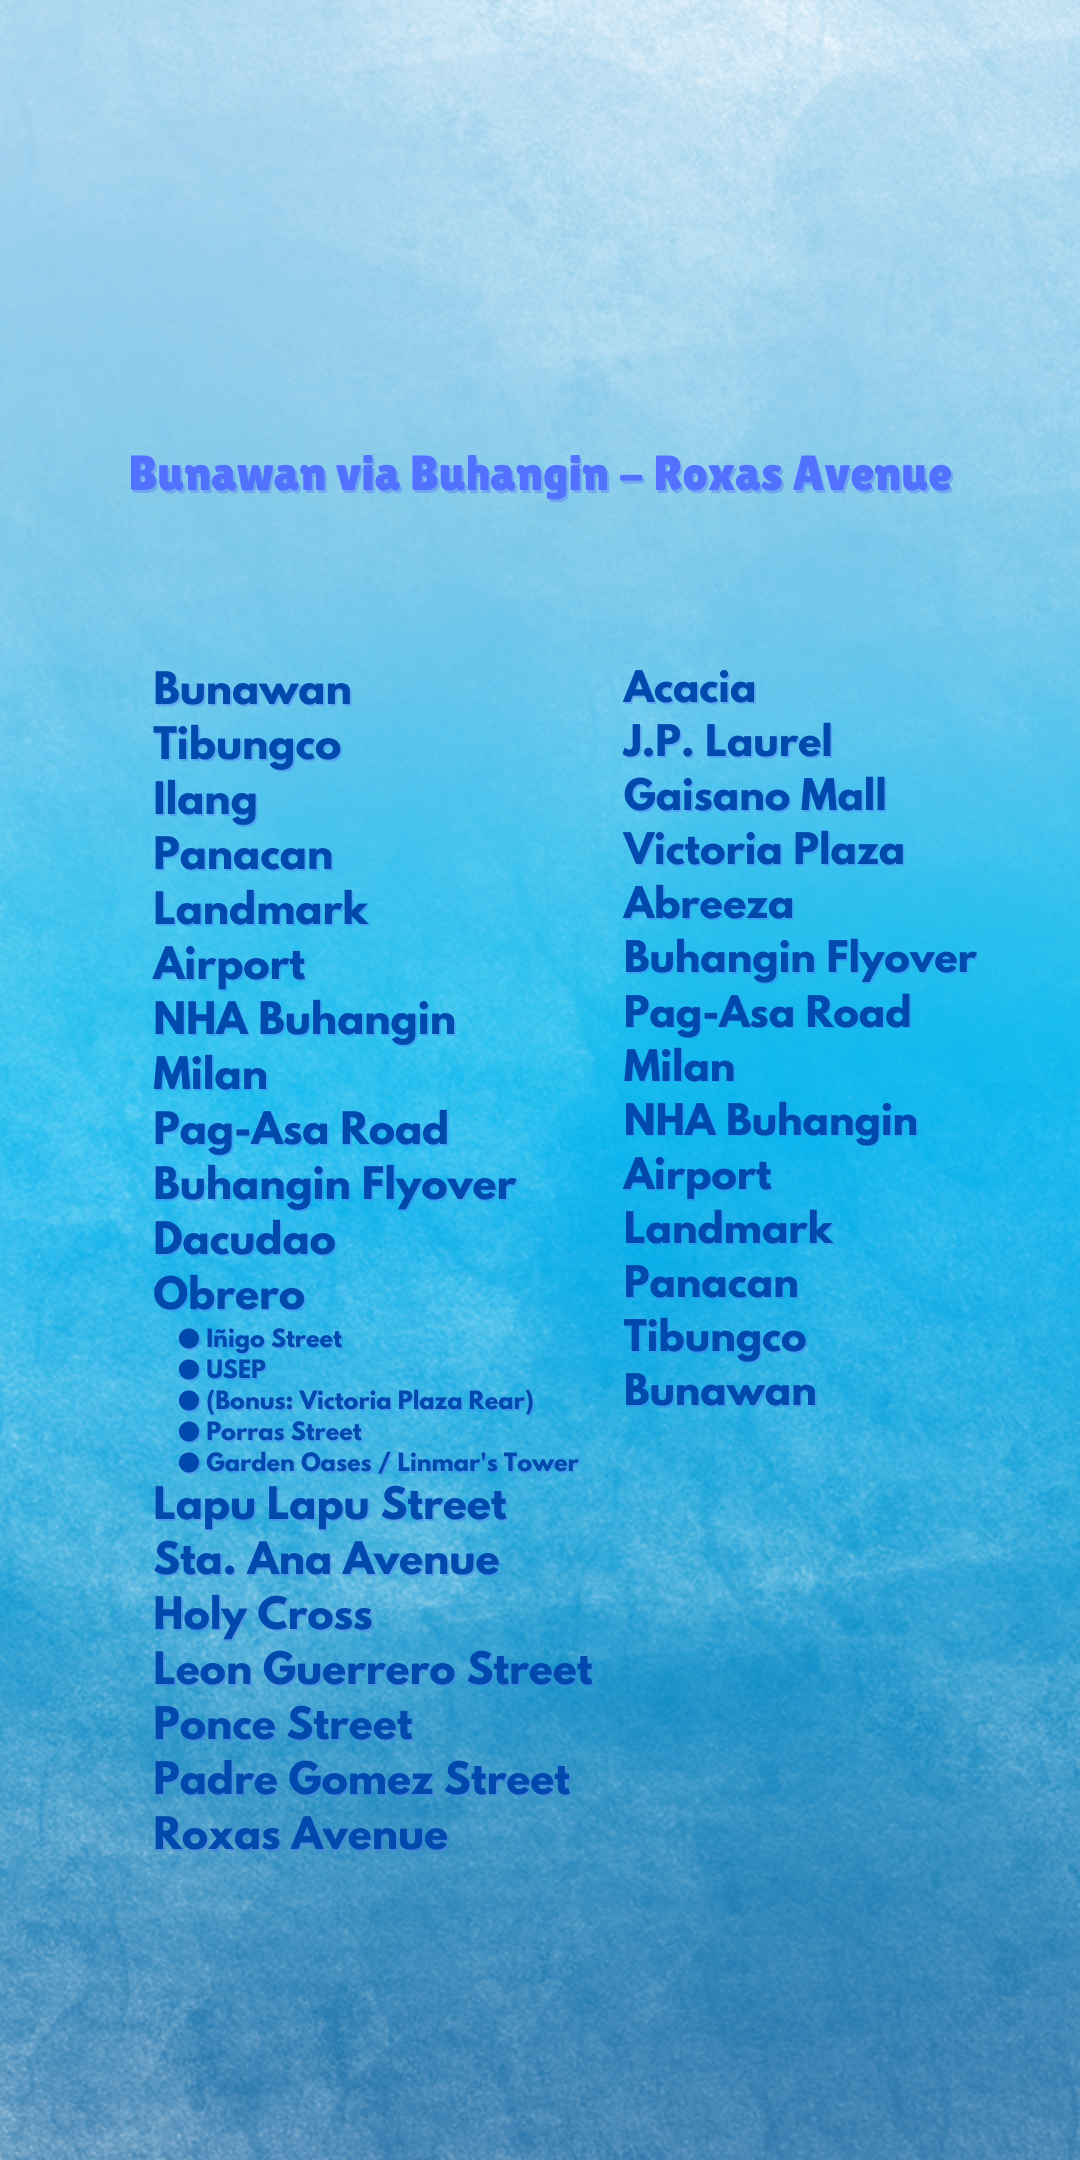 Bunawan via Buhangin – Roxas Avenue
Bunawan
Tibungco
Ilang
Panacan
Landmark
Airport
NHA Buhangin
Milan
Pag-Asa Road
Buhangin Flyover
Dacudao
Obrero
● Iñigo Street
● USEP
● (Bonus: Victoria Plaza Rear)
● Porras Street
● Garden Oases / Linmar's Tower
Lapu Lapu Street
Sta. Ana Avenue
Holy Cross
Leon Guerrero Street
Ponce Street
Padre Gomez Street
Roxas Avenue
Acacia
J.P. Laurel
Gaisano Mall
Victoria Plaza
Abreeza
Buhangin Flyover
Pag-Asa Road
Milan
NHA Buhangin
Airport
Landmark
Panacan
Tibungco
Bunawan